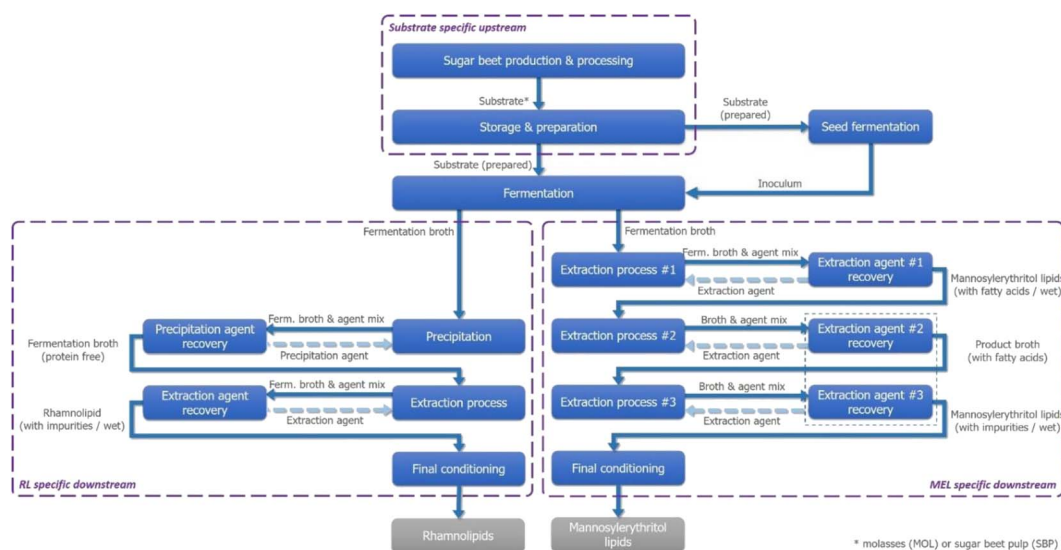 Substrate specific upstream
Sugar beet production & processing
Substrate*
Storage & preparation
Substrate
(prepared)
Seed fermentation
Substrate (prepared)
Inoculum
Fermentation
Fermentation broth
Precipitation agent
recovery
Ferm. broth & agent mix
Precipitation agent
Precipitation
Fermentation broth
(protein free)
Extraction agent
recovery
Ferm. broth & agent mix
Extraction agent
Extraction process
Rhamnolipid
(with impurities / wet)
Final conditioning
RL specific downstream
Rhamnolipids
Fermentation broth
Extraction process #1
Ferm. broth & agent mix
Extraction agent
Extraction agent #1
recovery
Mannosylerythritol lipids
(with fatty acids / wet)
Extraction process #2
Broth & agent mix
Extraction agent
Extraction agent #2
recovery
Product broth
(with fatty acids)
Extraction process #3
Broth & agent mix
Extraction agent
Extraction agent #3
recovery
Mannosylerythritol lipids
(with impurities / wet)
Final conditioning
MEL specific downstream
Mannosylerythritol
lipids
* molasses (MOL) or sugar beet pulp (SBP)